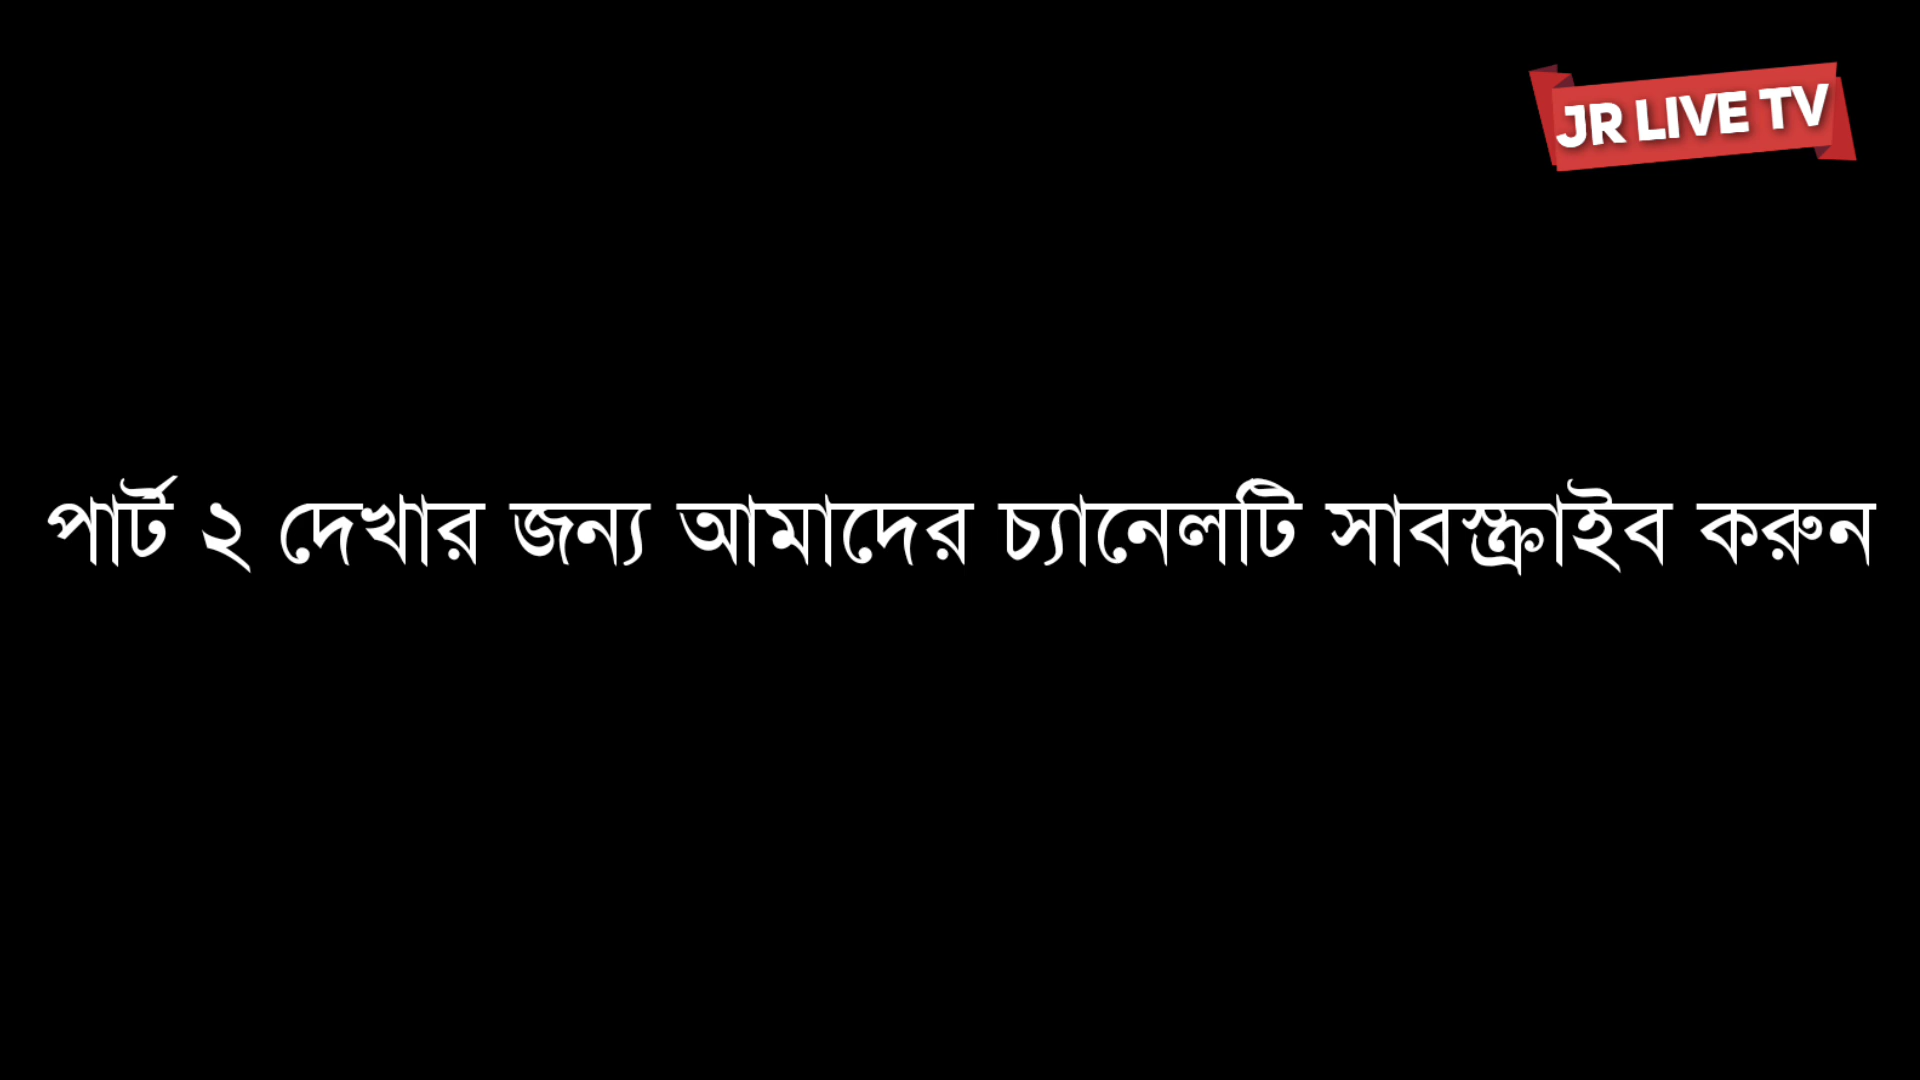 JR LIVE TV
পার্ট ২ দেখার জন্য আমাদের চ্যানেলটি সাবস্ক্রাইব করুন